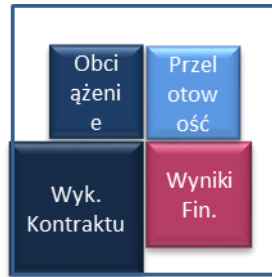 Obci
ążeni
e
Przel
otow
ość
Wyk.
Kontraktu
Wyniki
Fin.